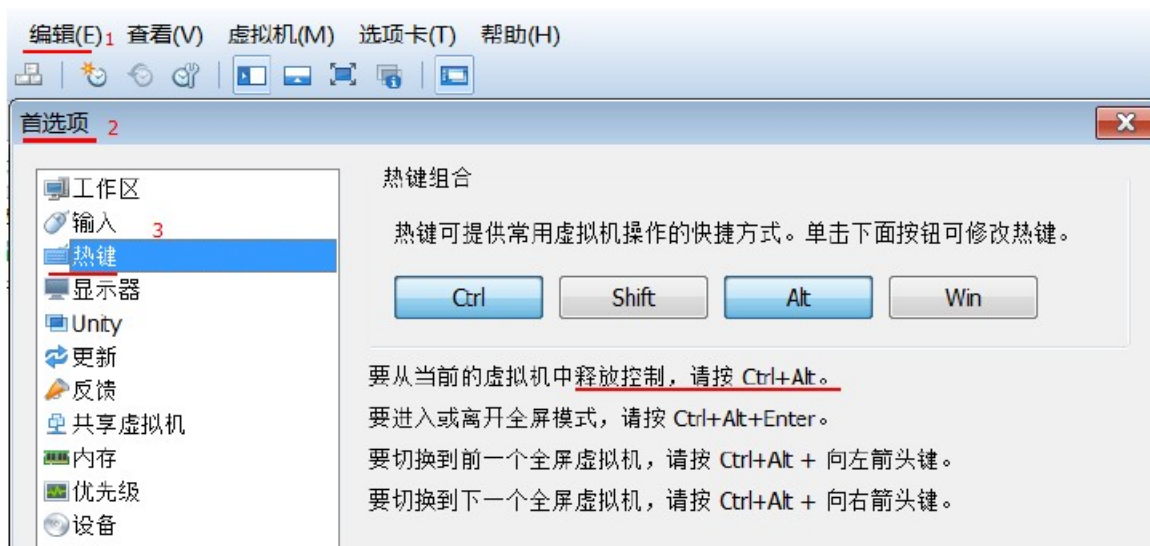 编辑(E)1 查看(V) 虚拟机(M) 选项卡(T) 帮助(H)
首选项 2
工作区
输入 3
热键
显示器
Unity
更新
反馈
共享虚拟机
内存
优先级
设备
热键组合
热键可提供常用虚拟机操作的快捷方式。单击下面按钮可修改热键。
Ctrl Shift Alt Win
要从当前的虚拟机中释放控制，请按 Ctrl+Alt。
要进入或离开全屏模式，请按 Ctrl+Alt+Enter。
要切换到前一个全屏虚拟机，请按 Ctrl+Alt + 向左箭头键。
要切换到下一个全屏虚拟机，请按 Ctrl+Alt + 向右箭头键。